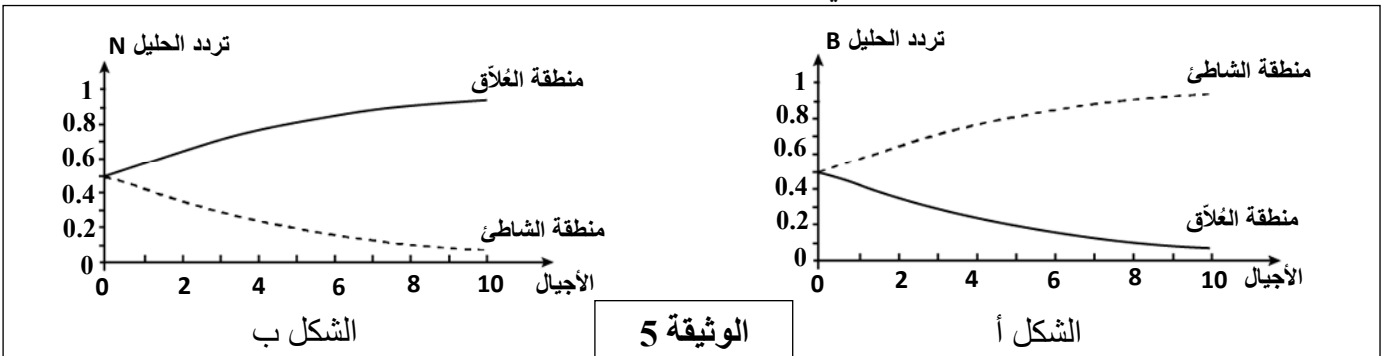 تردد الحليل B
1
0.8
0.6
0.4
0.2
0
منطقة الشاطئ
منطقة العُلاّق
0 2 4 6 8 10 الأجيال
الشكل أ
تردد الحليل N
1
0.8
0.6
0.4
0.2
0
منطقة العُلاّق
منطقة الشاطئ
0 2 4 6 8 10 الأجيال
الشكل ب
الوثيقة 5